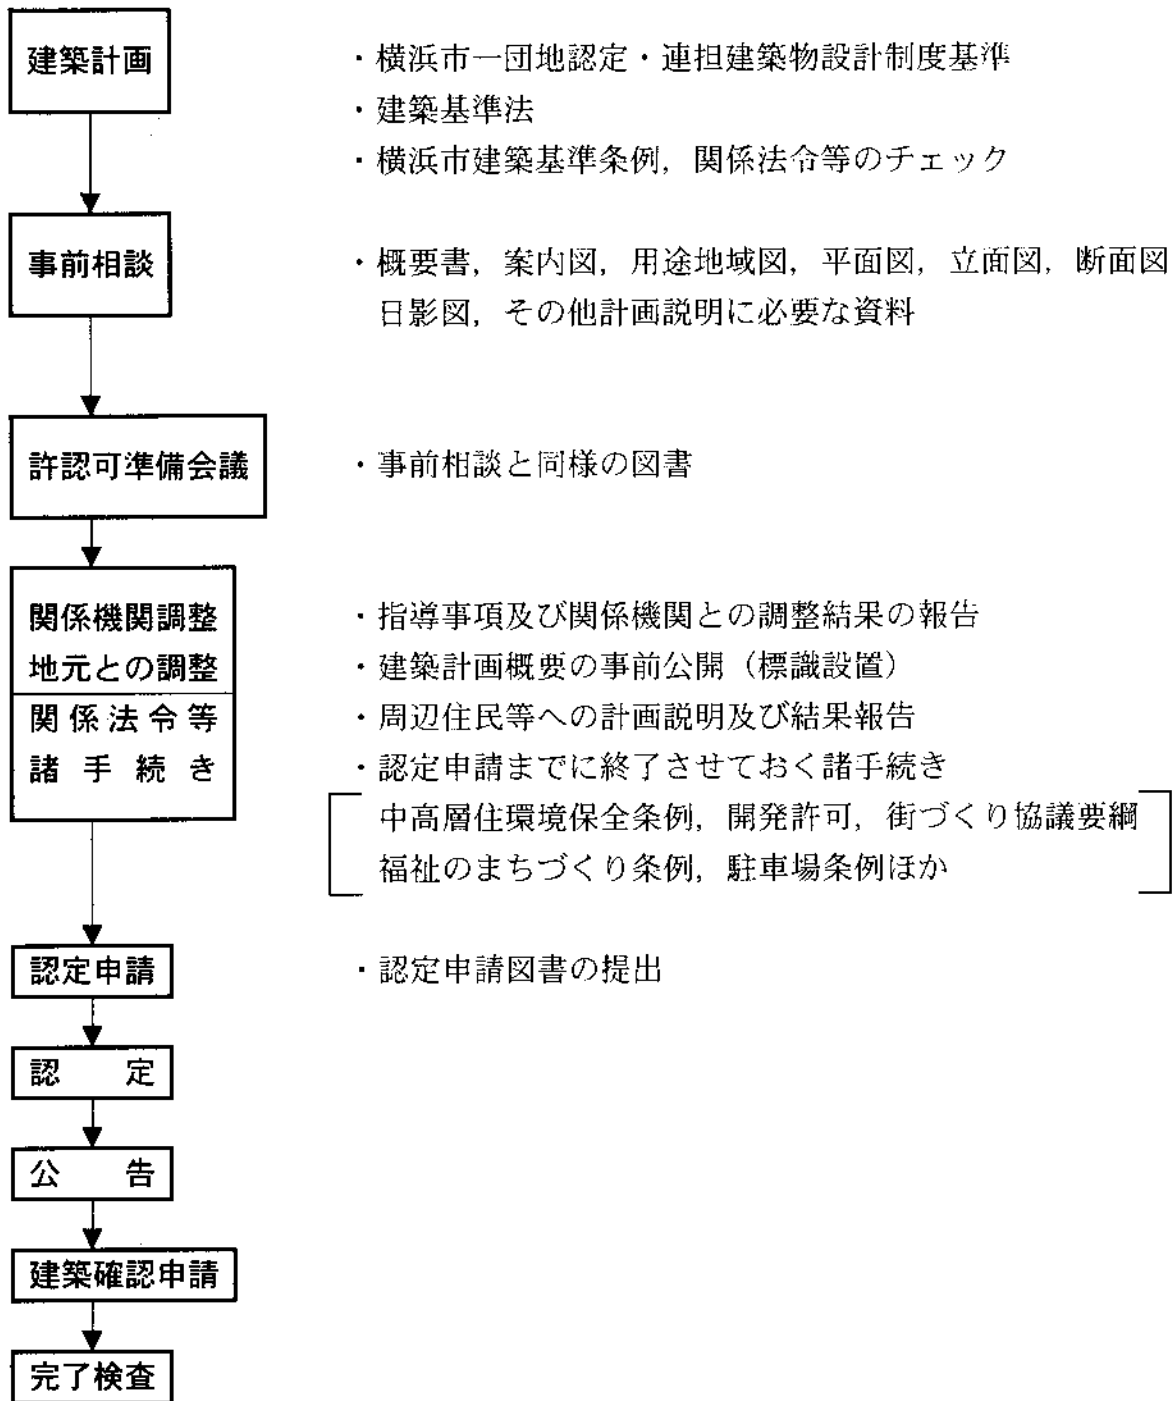 建築計画
・横浜市一団地認定・連担建築物設計制度基準
・建築基準法
・横浜市建築基準条例，関係法令等のチェック
事前相談
・概要書，案内図，用途地域図，平面図，立面図，断面図
日影図，その他計画説明に必要な資料
許認可準備会議
・事前相談と同様の図書
関係機関調整
地元との調整
関係法令等
諸手続き
・指導事項及び関係機関との調整結果の報告
・建築計画概要の事前公開（標識設置）
・周辺住民等への計画説明及び結果報告
・認定申請までに終了させておく諸手続き
中高層住環境保全条例，開発許可，街づくり協議要綱
福祉のまちづくり条例，駐車場条例ほか
認定申請
・認定申請図書の提出
認　定
公　告
建築確認申請
完了検査